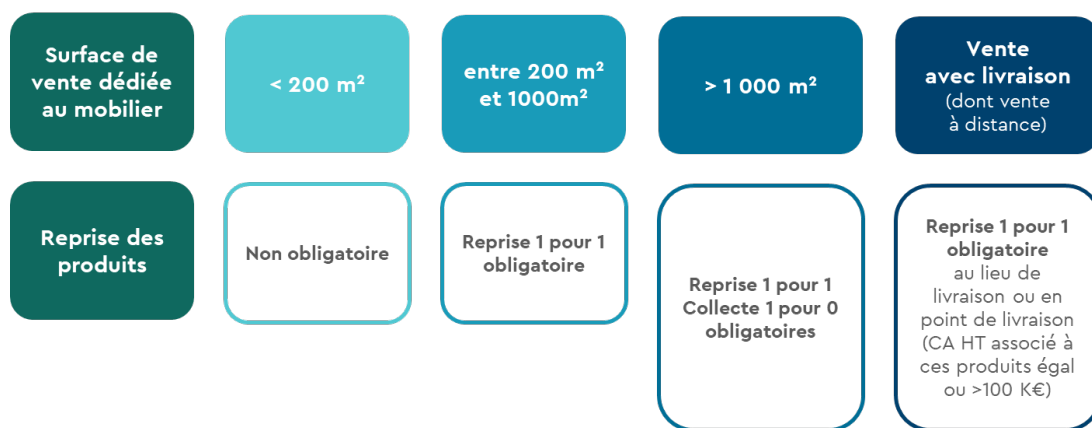 Surface de
vente dédiée
au mobilier
< 200 m²
entre 200 m²
et 1000m²
> 1 000 m²
Vente
avec livraison
(dont vente
à distance)
Reprise des
produits
Non obligatoire
Reprise 1 pour 1
obligatoire
Reprise 1 pour 1
Collecte 1 pour 0
obligatoires
Reprise 1 pour 1
obligatoire
au lieu de
livraison ou en
point de livraison
(CA HT associé à
ces produits égal
ou >100 K€)